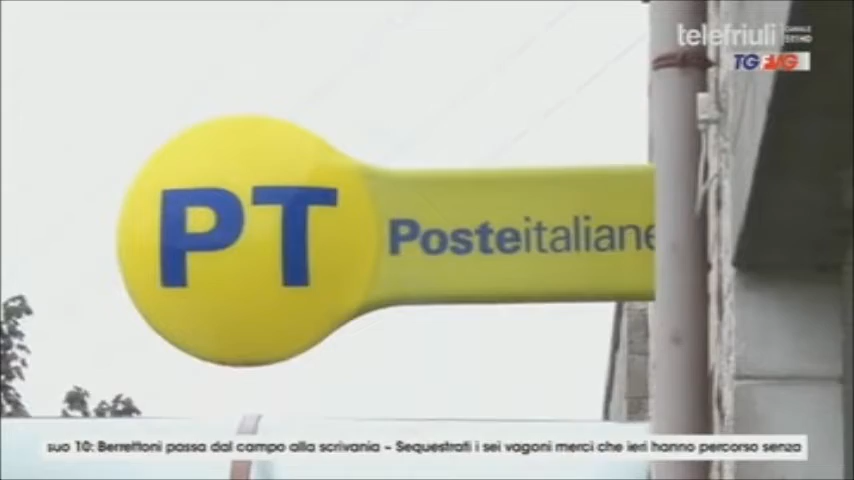 telefriuli
TG FVG
PT
Posteitaliane
suo 10: Berrettoni passa dal campo alla scrivania – Sequestrati i sei vagoni merci che ieri hanno percorso senza